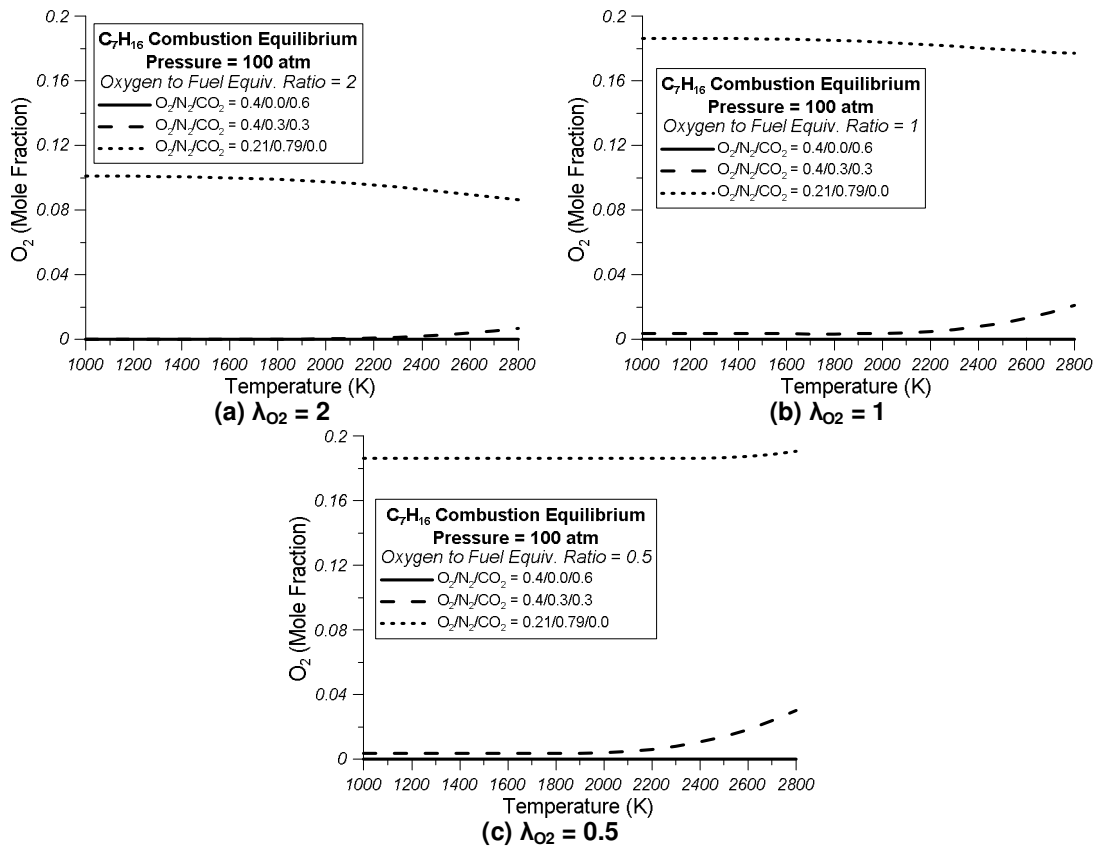 0.2
0.16
0.12
0.08
0.04
0
O₂ (Mole Fraction)
C₇H₁₆ Combustion Equilibrium
Pressure = 100 atm
Oxygen to Fuel Equiv. Ratio = 2
O₂/N₂/CO₂ = 0.4/0.0/0.6
O₂/N₂/CO₂ = 0.4/0.3/0.3
O₂/N₂/CO₂ = 0.21/0.79/0.0
1000 1200 1400 1600 1800 2000 2200 2400 2600 2800
Temperature (K)
(a) λO2 = 2
0.2
0.16
0.12
0.08
0.04
0
O₂ (Mole Fraction)
C₇H₁₆ Combustion Equilibrium
Pressure = 100 atm
Oxygen to Fuel Equiv. Ratio = 1
O₂/N₂/CO₂ = 0.4/0.0/0.6
O₂/N₂/CO₂ = 0.4/0.3/0.3
O₂/N₂/CO₂ = 0.21/0.79/0.0
1000 1200 1400 1600 1800 2000 2200 2400 2600 2800
Temperature (K)
(b) λO2 = 1
0.2
0.16
0.12
0.08
0.04
0
O₂ (Mole Fraction)
C₇H₁₆ Combustion Equilibrium
Pressure = 100 atm
Oxygen to Fuel Equiv. Ratio = 0.5
O₂/N₂/CO₂ = 0.4/0.0/0.6
O₂/N₂/CO₂ = 0.4/0.3/0.3
O₂/N₂/CO₂ = 0.21/0.79/0.0
1000 1200 1400 1600 1800 2000 2200 2400 2600 2800
Temperature (K)
(c) λO2 = 0.5